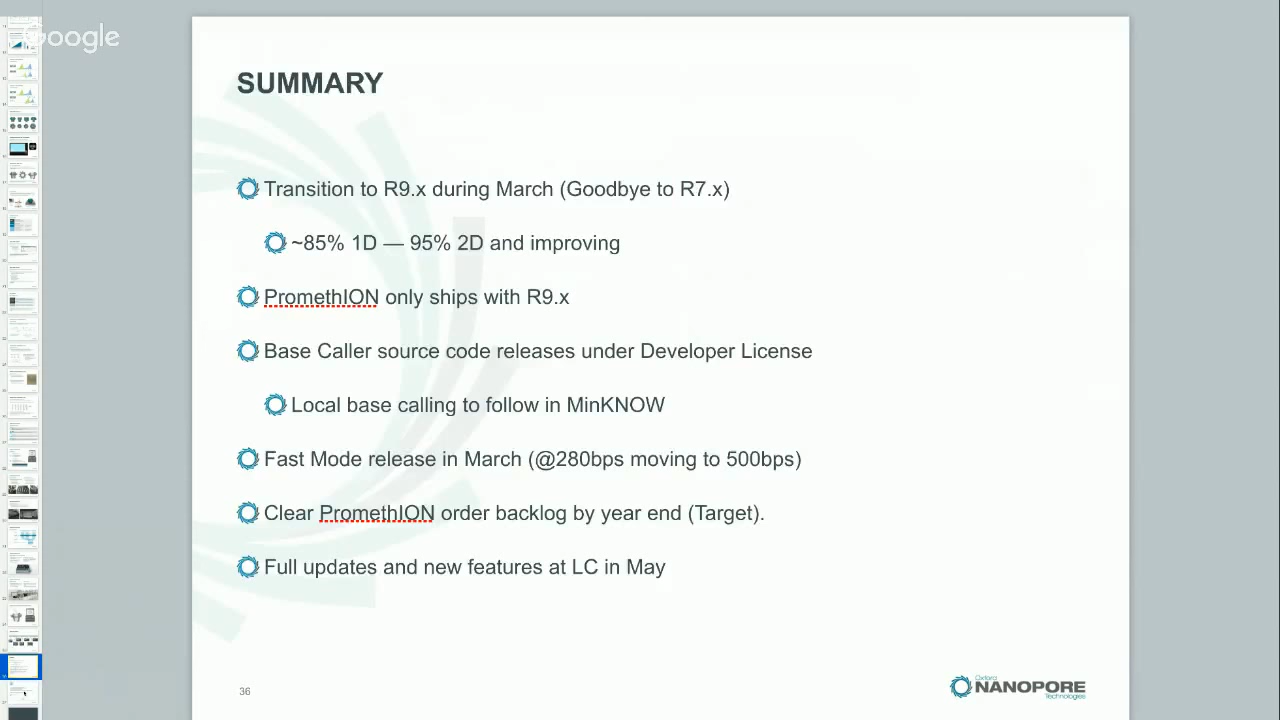 Google
SUMMARY
Transition to R9.x during March (Goodbye to R7.x)
~85% 1D — 95% 2D and improving
PromethION only ships with R9.x
Base Caller source code releases under Developer License
Local base calling to follow in MinKNOW
Fast Mode release in March (@280bps moving to 500bps)
Clear PromethION order backlog by year end (Target).
Full updates and new features at LC in May
36
Oxford
NANOPORE
Technologies